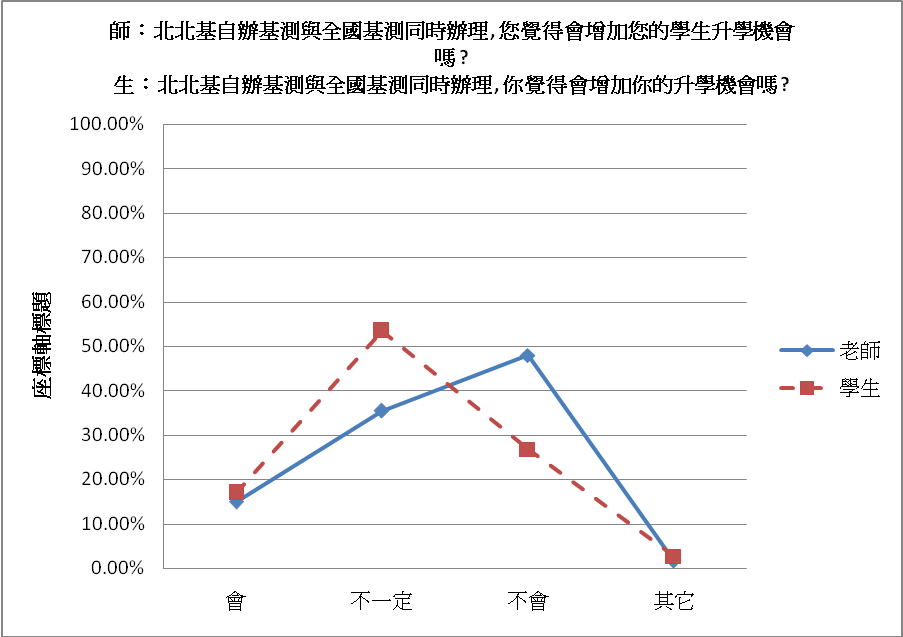 師：北北基自辦基測與全國基測同時辦理,您覺得會增加您的學生升學機會
嗎?
生：北北基自辦基測與全國基測同時辦理,你覺得會增加你的升學機會嗎?
100.00%
90.00%
80.00%
70.00%
60.00%
50.00%
40.00%
30.00%
20.00%
10.00%
0.00%
座標軸標題
會 不一定 不會 其它
老師
學生